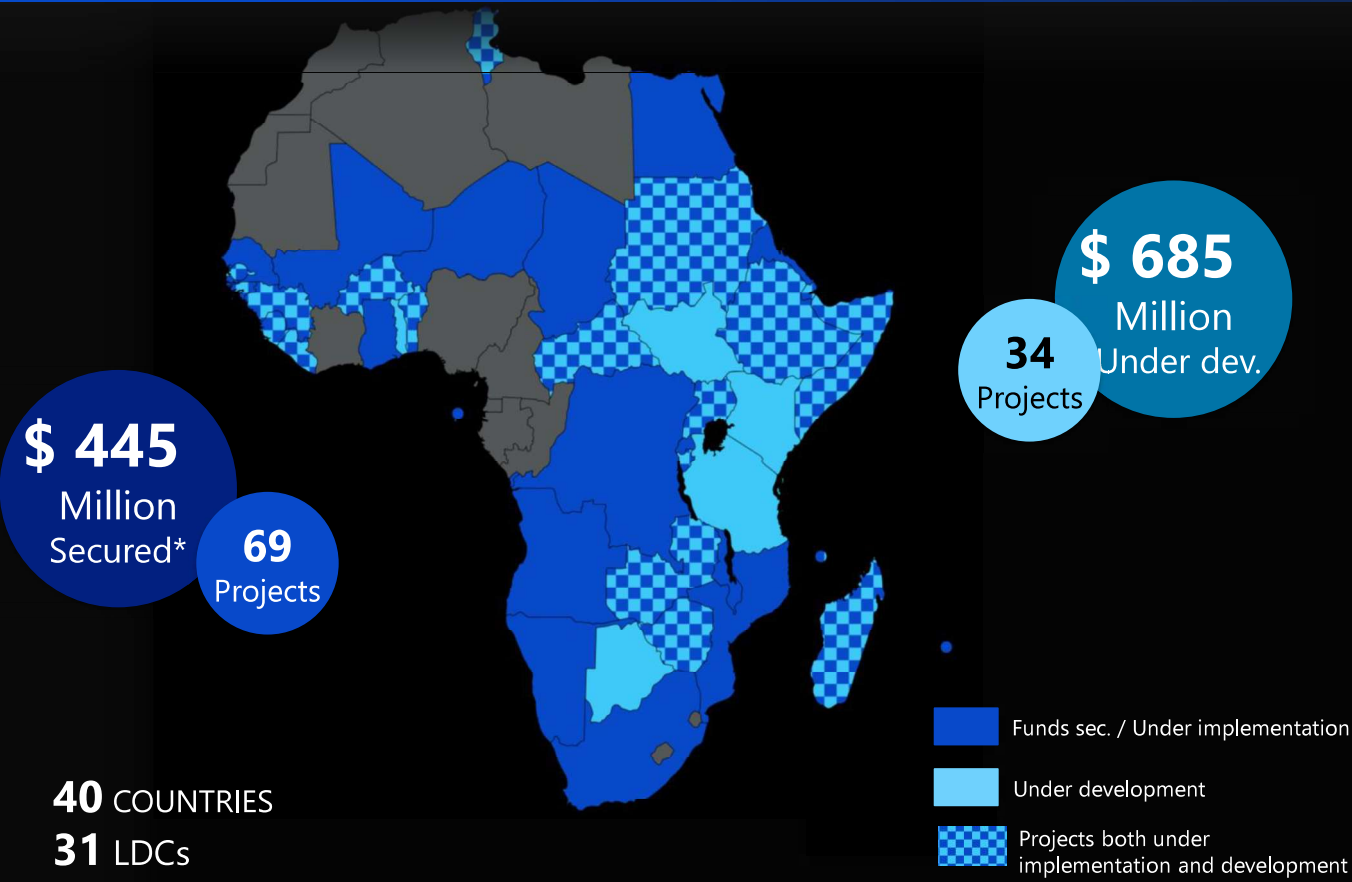 $ 445
Million
Secured*
69
Projects
$ 685
Million
Under dev.
34
Projects
40 COUNTRIES
31 LDCs
Funds sec. / Under implementation
Under development
Projects both under
implementation and development